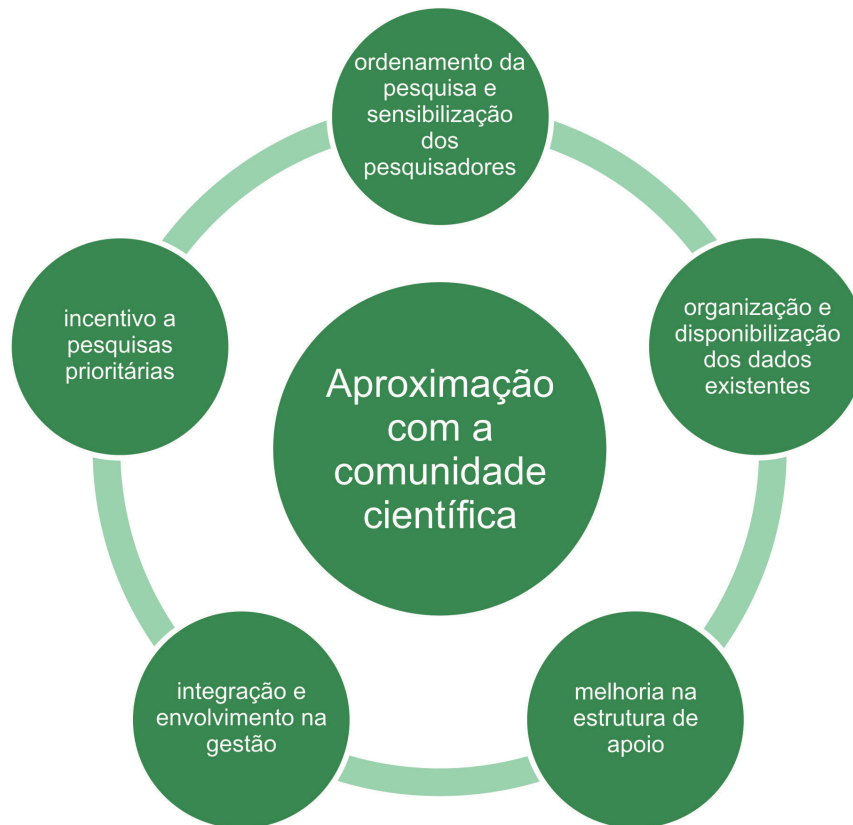 ordenamento da
pesquisa e
sensibilização
dos
pesquisadores
organização e
disponibilização
dos dados
existentes
melhoria na
estrutura de
apoio
integração e
envolvimento na
gestão
incentivo a
pesquisas
prioritárias
Aproximação
com a
comunidade
científica